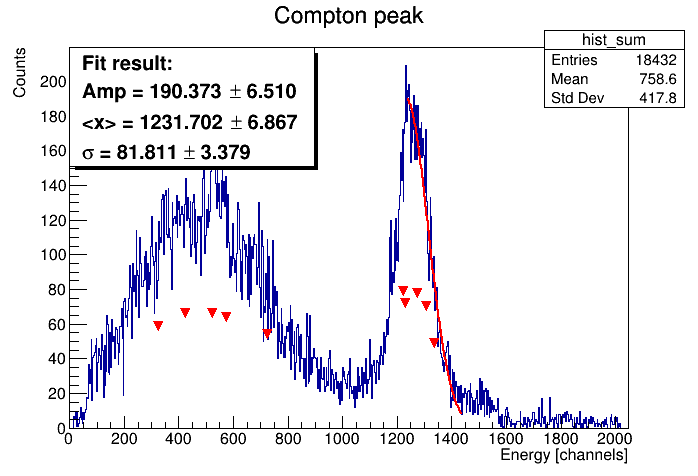 Compton peak
hist_sum
Entries 18432
Mean 758.6
Std Dev 417.8
Fit result:
Amp = 190.373 ± 6.510
<x> = 1231.702 ± 6.867
σ = 81.811 ± 3.379
Counts
200
180
160
140
120
100
80
60
40
20
0
0 200 400 600 800 1000 1200 1400 1600 1800 2000
Energy [channels]